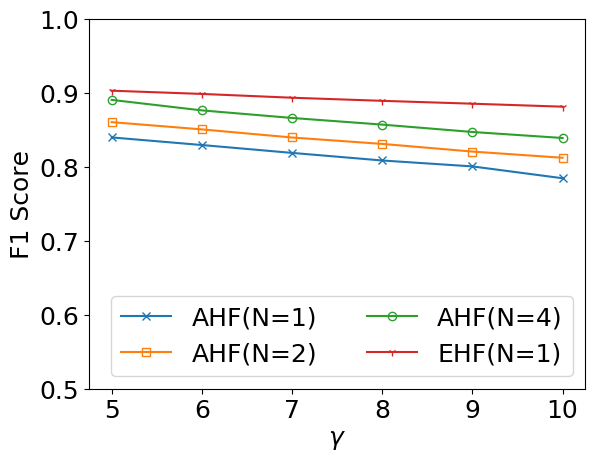 F1 Score
1.0
0.9
0.8
0.7
0.6
0.5
AHF(N=1)
AHF(N=2)
AHF(N=4)
EHF(N=1)
5 6 7 8 9 10
γ